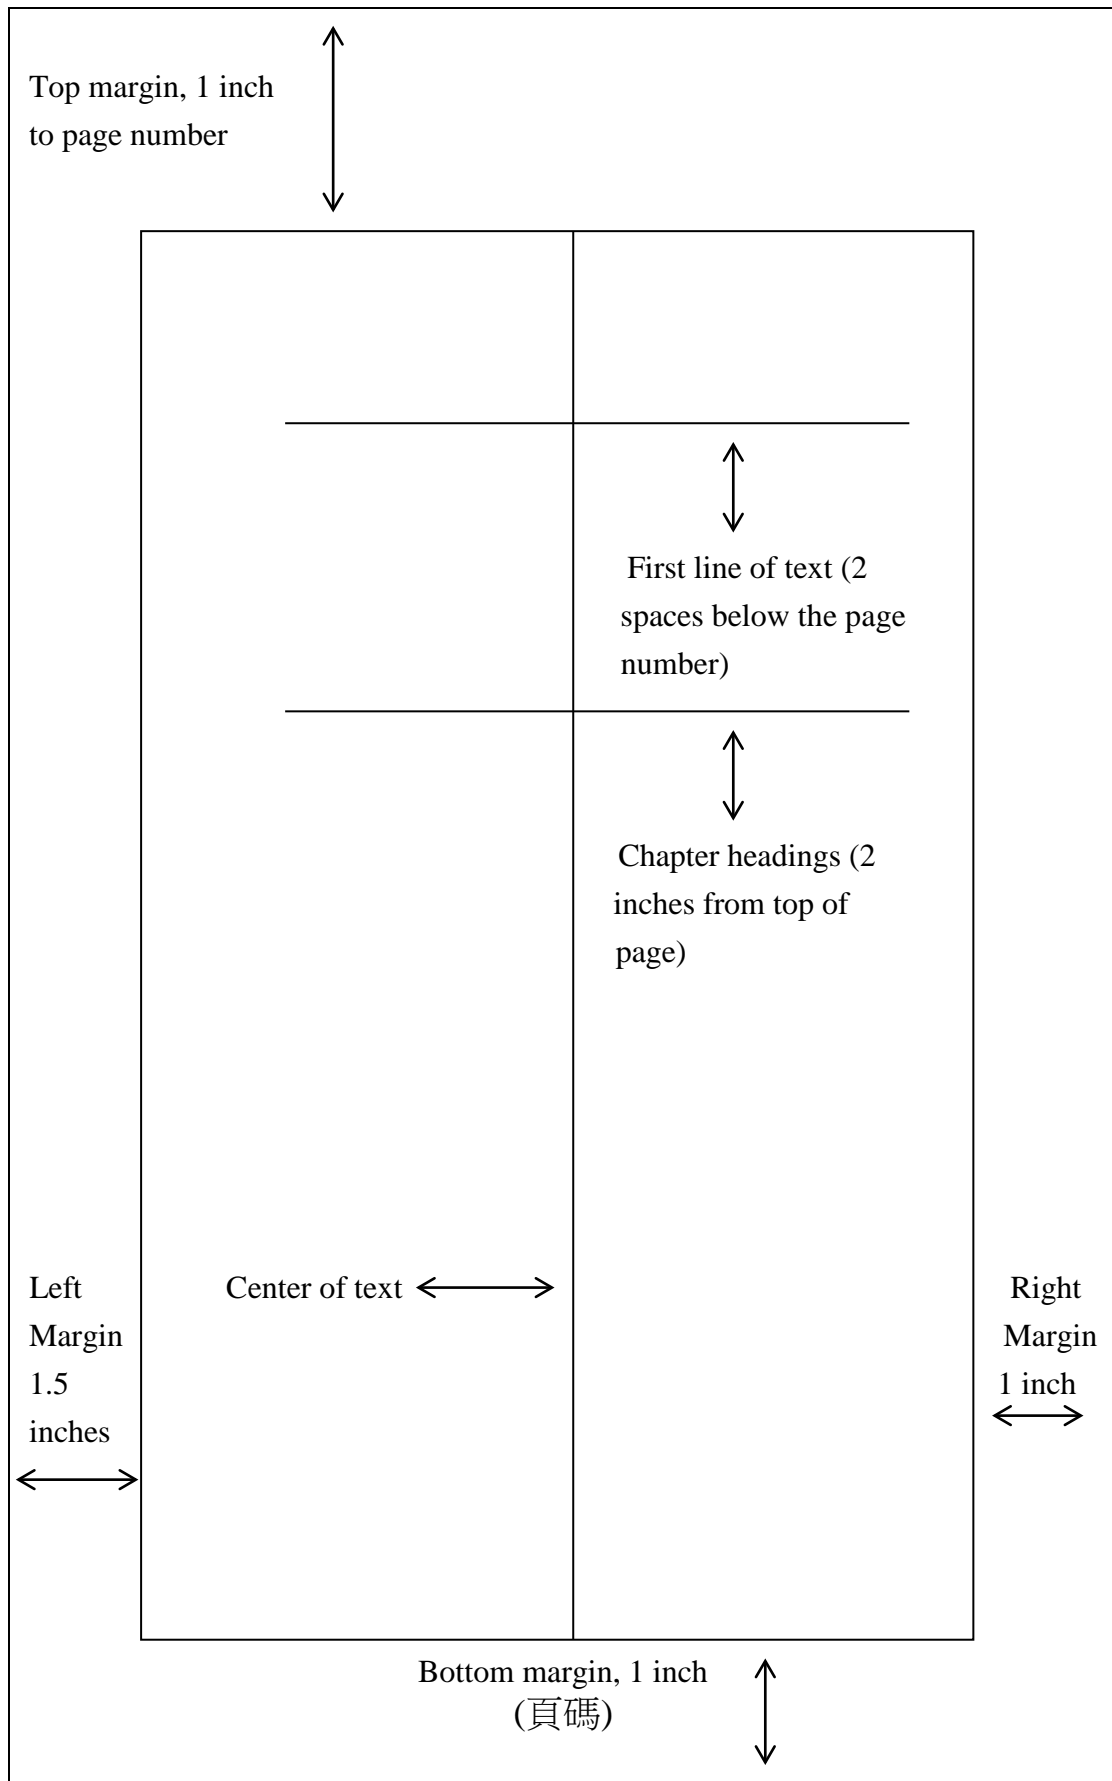 Top margin, 1 inch
to page number
First line of text (2
spaces below the page
number)
Chapter headings (2
inches from top of
page)
Left
Margin
1.5
inches
Center of text
Right
Margin
1 inch
Bottom margin, 1 inch
(頁碼)